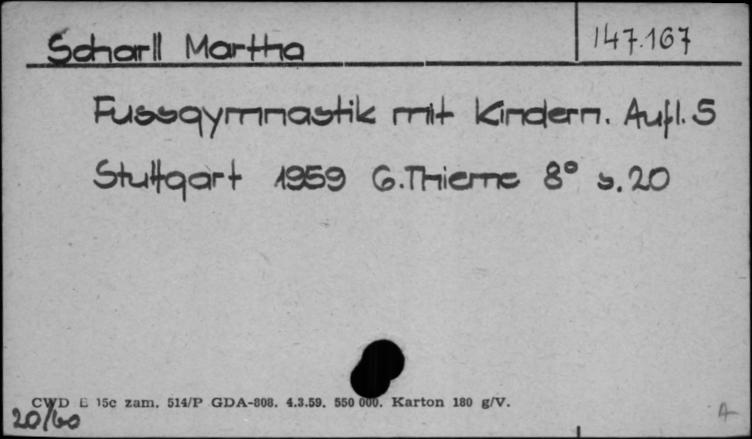 Scharll Martha 147.167
Fussgymnastik mit Kindern. Aufl. 5
Stuttgart 1959 G. Thieme 8° s. 20
CWD E 15c zam. 514/P GDA-808. 4.3.59. 550 000. Karton 180 g/V.
20/60
A